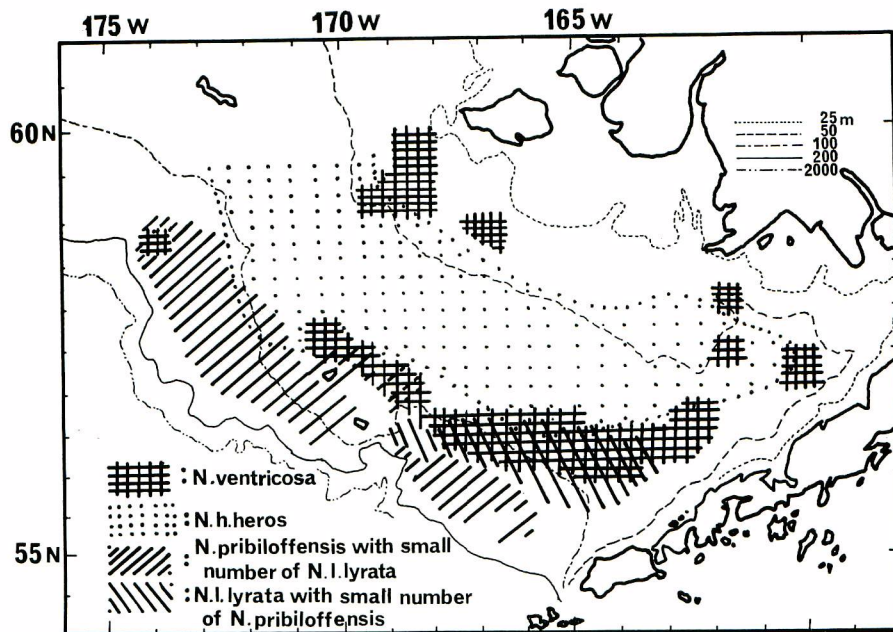 175 W 170 W 165 W
60 N
25 m
50
100
200
2000
: N. ventricosa
55 N
: N. h. heros
N. pribiloffensis with small
: number of N. l. lyrata
: N. l. lyrata with small number
of N. pribiloffensis